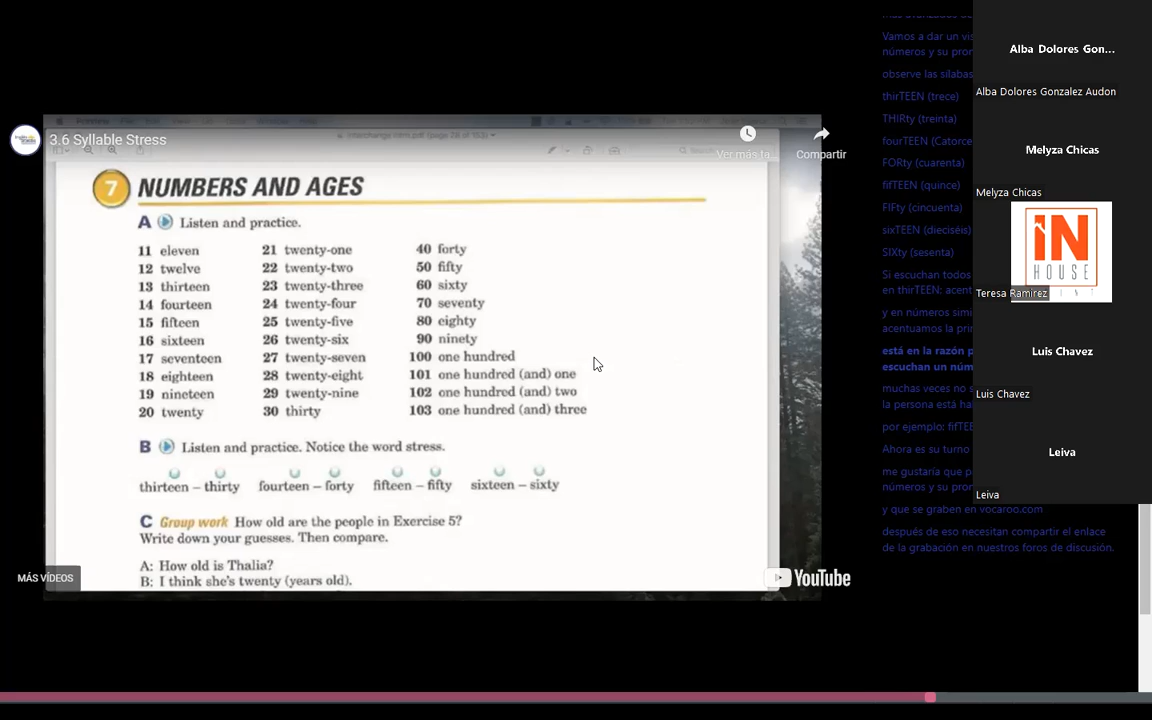 3.6 Syllable Stress
Ver más ta...
Compartir
7 NUMBERS AND AGES
A Listen and practice.
11 eleven 21 twenty-one 40 forty
12 twelve 22 twenty-two 50 fifty
13 thirteen 23 twenty-three 60 sixty
14 fourteen 24 twenty-four 70 seventy
15 fifteen 25 twenty-five 80 eighty
16 sixteen 26 twenty-six 90 ninety
17 seventeen 27 twenty-seven 100 one hundred
18 eighteen 28 twenty-eight 101 one hundred (and) one
19 nineteen 29 twenty-nine 102 one hundred (and) two
20 twenty 30 thirty 103 one hundred (and) three
B Listen and practice. Notice the word stress.
thirteen – thirty fourteen – forty fifteen – fifty sixteen – sixty
C Group work How old are the people in Exercise 5?
Write down your guesses. Then compare.
A: How old is Thalia?
B: I think she's twenty (years old).
MÁS VÍDEOS
YouTube
Vamos a dar un
números y su
observe las sílabas
thirTEEN (trece)
THIRty (treinta)
fourTEEN (Catorce
FORty (cuarenta)
fifTEEN (quince)
FIFty (cincuenta)
sixTEEN (dieciséis)
SIXty (sesenta)
Si escuchan todos
en thirTEEN:
y en números
acentuamos la
está en la razón
escuchan un
muchas veces no
la persona está
por ejemplo:
Ahora es su turno
me gustaría que
números y su
y que se graben en vocaroo.com
después de eso necesitan compartir el enlace
de la grabación en nuestros foros de discusión.
Alba Dolores Gon...
Alba Dolores Gonzalez Audon
Melyza Chicas
Melyza Chicas
iN
HOUSE
Teresa Ramirez
Luis Chavez
Luis Chavez
Leiva
Leiva